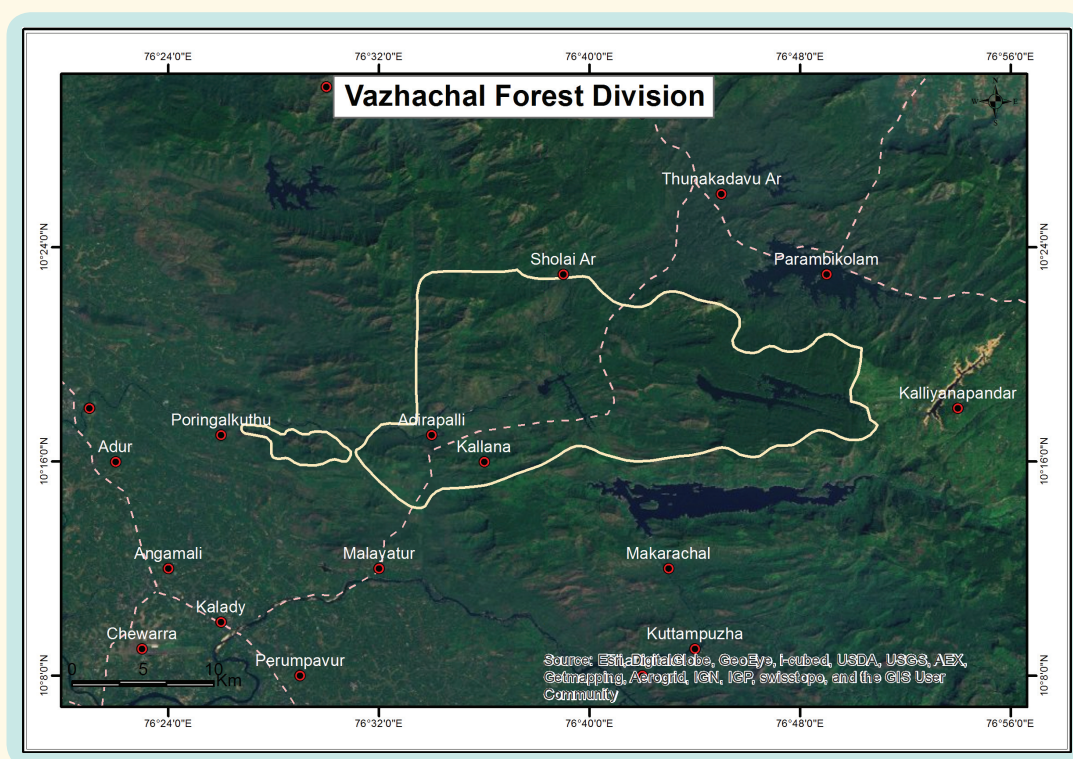 76°24'0"E 76°32'0"E 76°40'0"E 76°48'0"E 76°56'0"E
Vazhachal Forest Division
N
W E
S
Thunakadavu Ar
10°24'0"N
Sholai Ar
Parambikolam
10°24'0"N
Kalliyanapandar
Poringalkuthu
Adirapalli
Adur
Kallana
10°16'0"N
10°16'0"N
Angamali
Malayatur
Makarachal
Kalady
Chewarra
Kuttampuzha
Perumpavur
0 5 10
Km
Source: Esri, DigitalGlobe, GeoEye, i-cubed, USDA, USGS, AEX,
Getmapping, Aerogrid, IGN, IGP, swisstopo, and the GIS User
Community
10°8'0"N
10°8'0"N
76°24'0"E 76°32'0"E 76°40'0"E 76°48'0"E 76°56'0"E